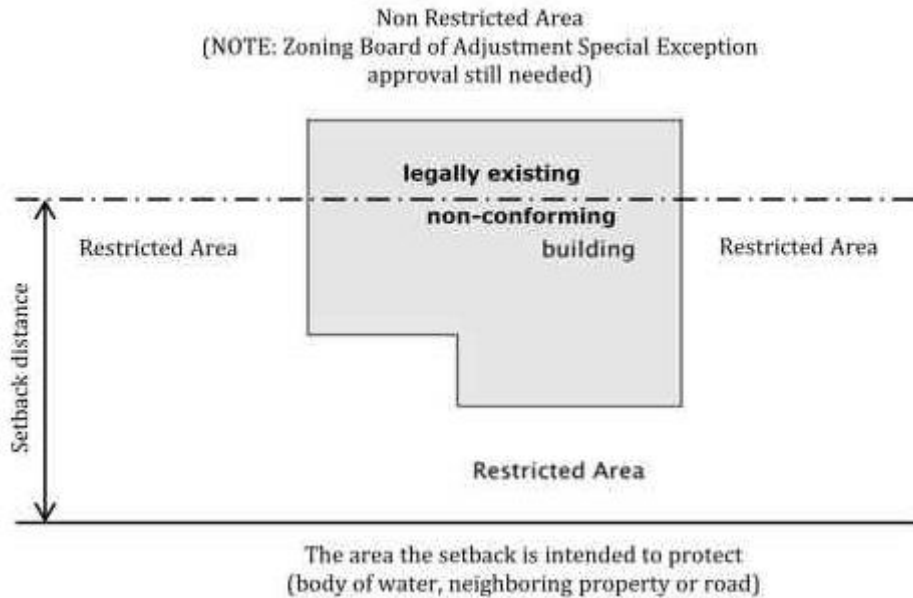 Non Restricted Area
(NOTE: Zoning Board of Adjustment Special Exception
approval still needed)
legally existing
non-conforming
building
Restricted Area
Restricted Area
Setback distance
Restricted Area
The area the setback is intended to protect
(body of water, neighboring property or road)